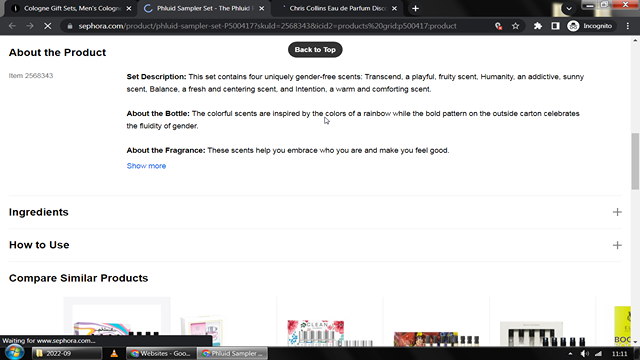 Cologne Gift Sets, Men's Cologne
Phluid Sampler Set - The Phluid P
Chris Collins Eau de Parfum Disco
sephora.com/product/phluid-sampler-set-P500417?skuId=2568343&icid2=products%20grid:p500417:product
Incognito
About the Product
Back to Top
Item 2568343
Set Description: This set contains four uniquely gender-free scents: Transcend, a playful, fruity scent, Humanity, an addictive, sunny
scent, Balance, a fresh and centering scent, and Intention, a warm and comforting scent.
About the Bottle: The colorful scents are inspired by the colors of a rainbow while the bold pattern on the outside carton celebrates
the fluidity of gender.
About the Fragrance: These scents help you embrace who you are and make you feel good.
Show more
Ingredients
How to Use
Compare Similar Products
CLEAN
Waiting for www.sephora.com...
2022-09
Websites - Goo...
Phluid Sampler ...
11:11